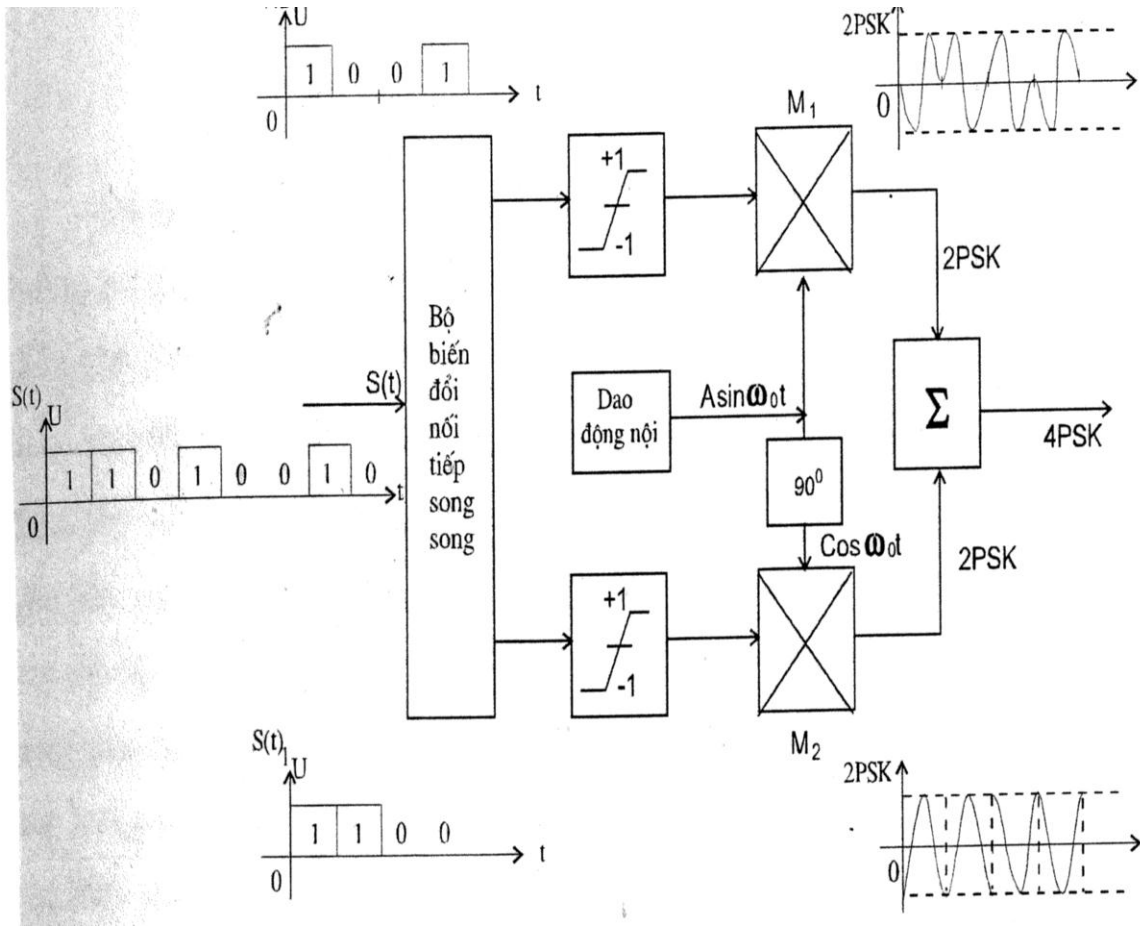 U
2PSK
1 0 0 1
t
0
0
M₁
+1
-1
2PSK
Bộ
biến
đổi
nối
tiếp
song
song
S(t)
Dao
động nội
Asinω₀t
Σ
4PSK
S(t)
U
1 1 0 1 0 0 1 0
t
0
90⁰
Cosω₀t
2PSK
+1
-1
M₂
S(t)₁
U
1 1 0 0
t
0
2PSK
0